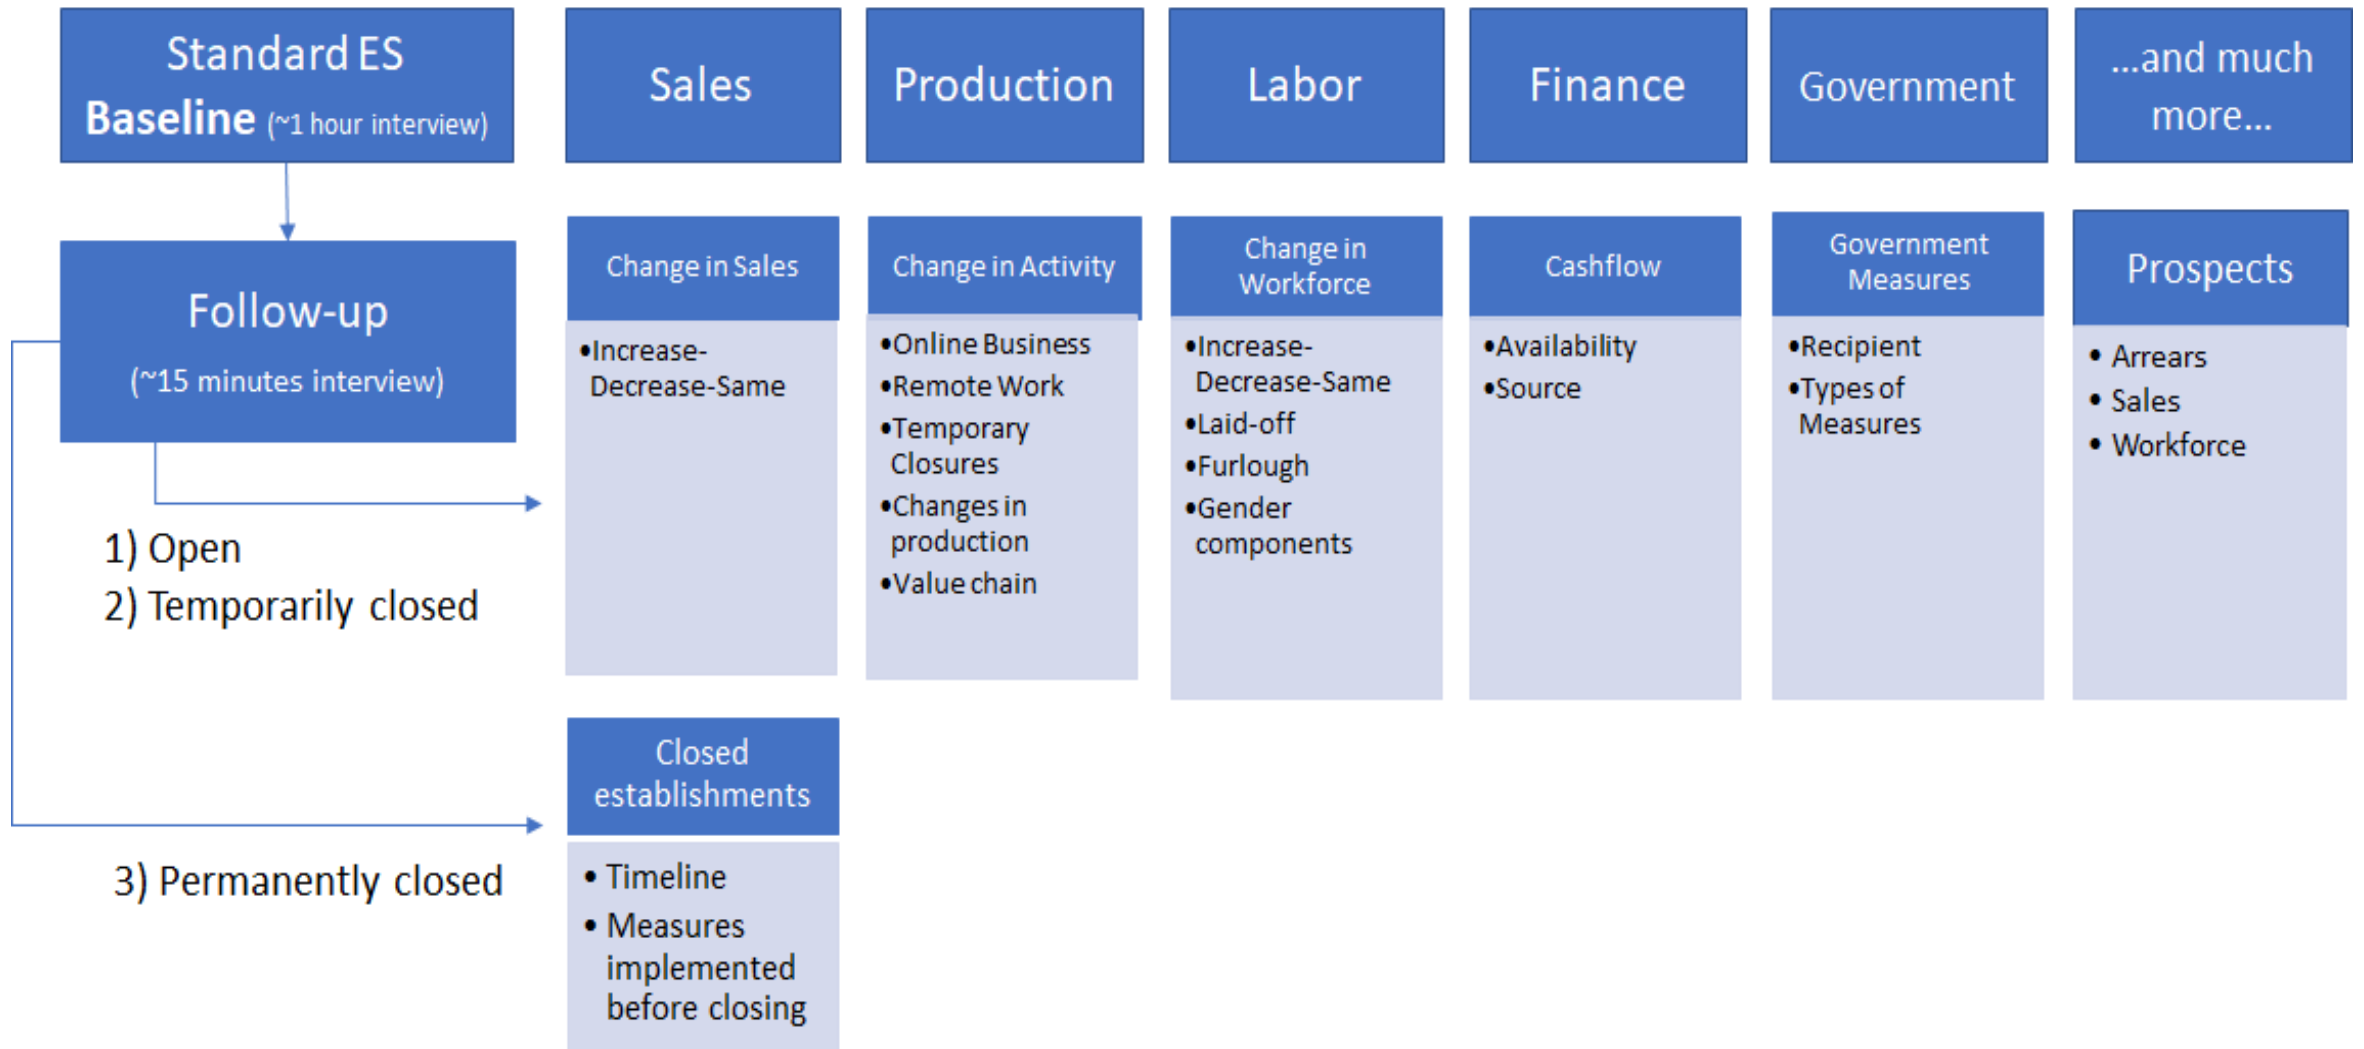 Standard ES
Baseline (~1 hour interview)
Sales
Production
Labor
Finance
Government
...and much
more...
Follow-up
(~15 minutes interview)
1) Open
2) Temporarily closed
3) Permanently closed
Change in Sales
•Increase-
Decrease-Same
Change in Activity
•Online Business
•Remote Work
•Temporary
Closures
•Changes in
production
•Value chain
Change in
Workforce
•Increase-
Decrease-Same
•Laid-off
•Furlough
•Gender
components
Cashflow
•Availability
•Source
Government
Measures
•Recipient
•Types of
Measures
Prospects
• Arrears
• Sales
• Workforce
Closed
establishments
• Timeline
• Measures
implemented
before closing